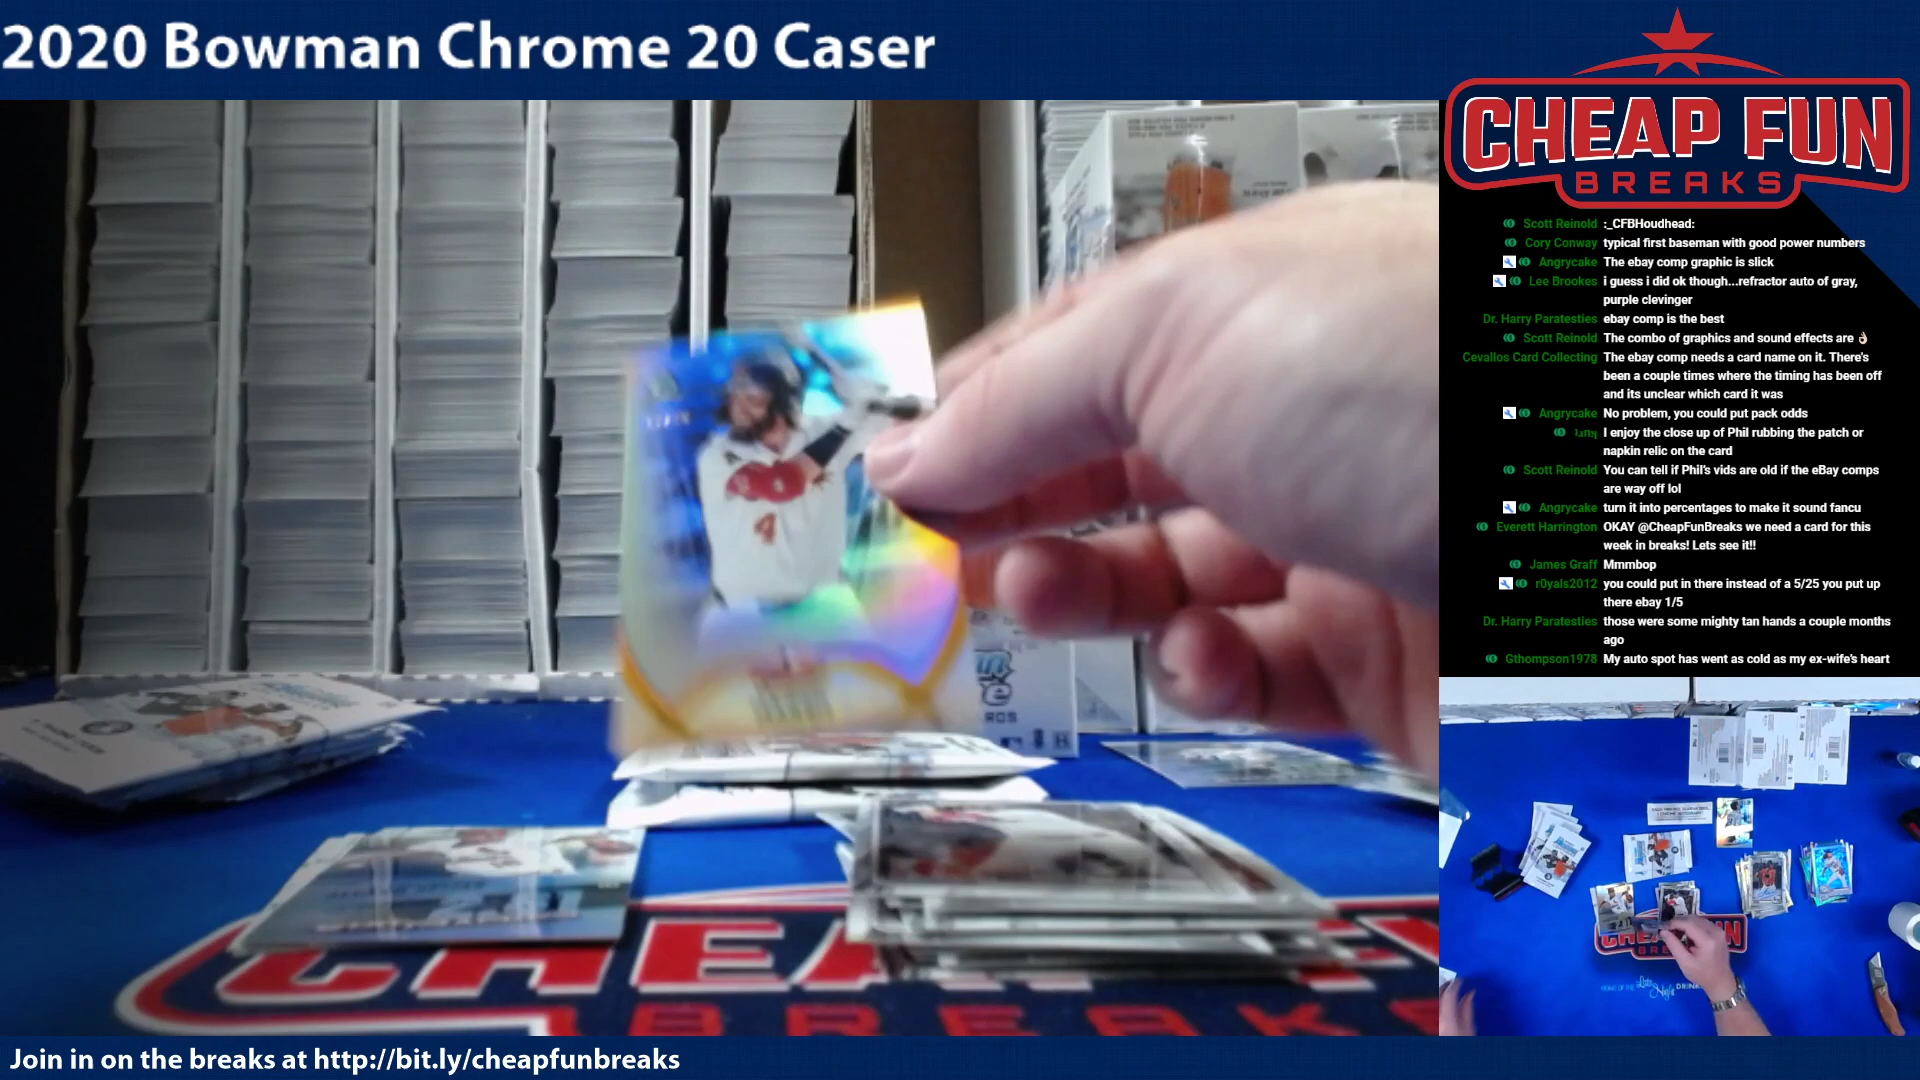 2020 Bowman Chrome 20 Caser
CHEAP FUN
BREAKS
Scott Reinold :_CFBHoudhead:
Cory Conway typical first baseman with good power numbers
Angrycake The ebay comp graphic is slick
Lee Brookes i guess i did ok though...refractor auto of gray,
purple clevinger
Dr. Harry Paratesties ebay comp is the best
Scott Reinold The combo of graphics and sound effects are 👌🏻
Cevallos Card Collecting The ebay comp needs a card name on it. There's
been a couple times where the timing has been off
and its unclear which card it was
Angrycake No problem, you could put pack odds
I enjoy the close up of Phil rubbing the patch or
napkin relic on the card
Scott Reinold You can tell if Phil's vids are old if the eBay comps
are way off lol
Angrycake turn it into percentages to make it sound fancu
Everett Harrington OKAY @CheapFunBreaks we need a card for this
week in breaks! Lets see it!!
James Graff Mmmbop
r0yals2012 you could put in there instead of a 5/25 you put up
there ebay 1/5
Dr. Harry Paratesties those were some mighty tan hands a couple months
ago
Gthompson1978 My auto spot has went as cold as my ex-wife's heart
4
ROS
CHEA
BREAKS
Join in on the breaks at http://bit.ly/cheapfunbreaks